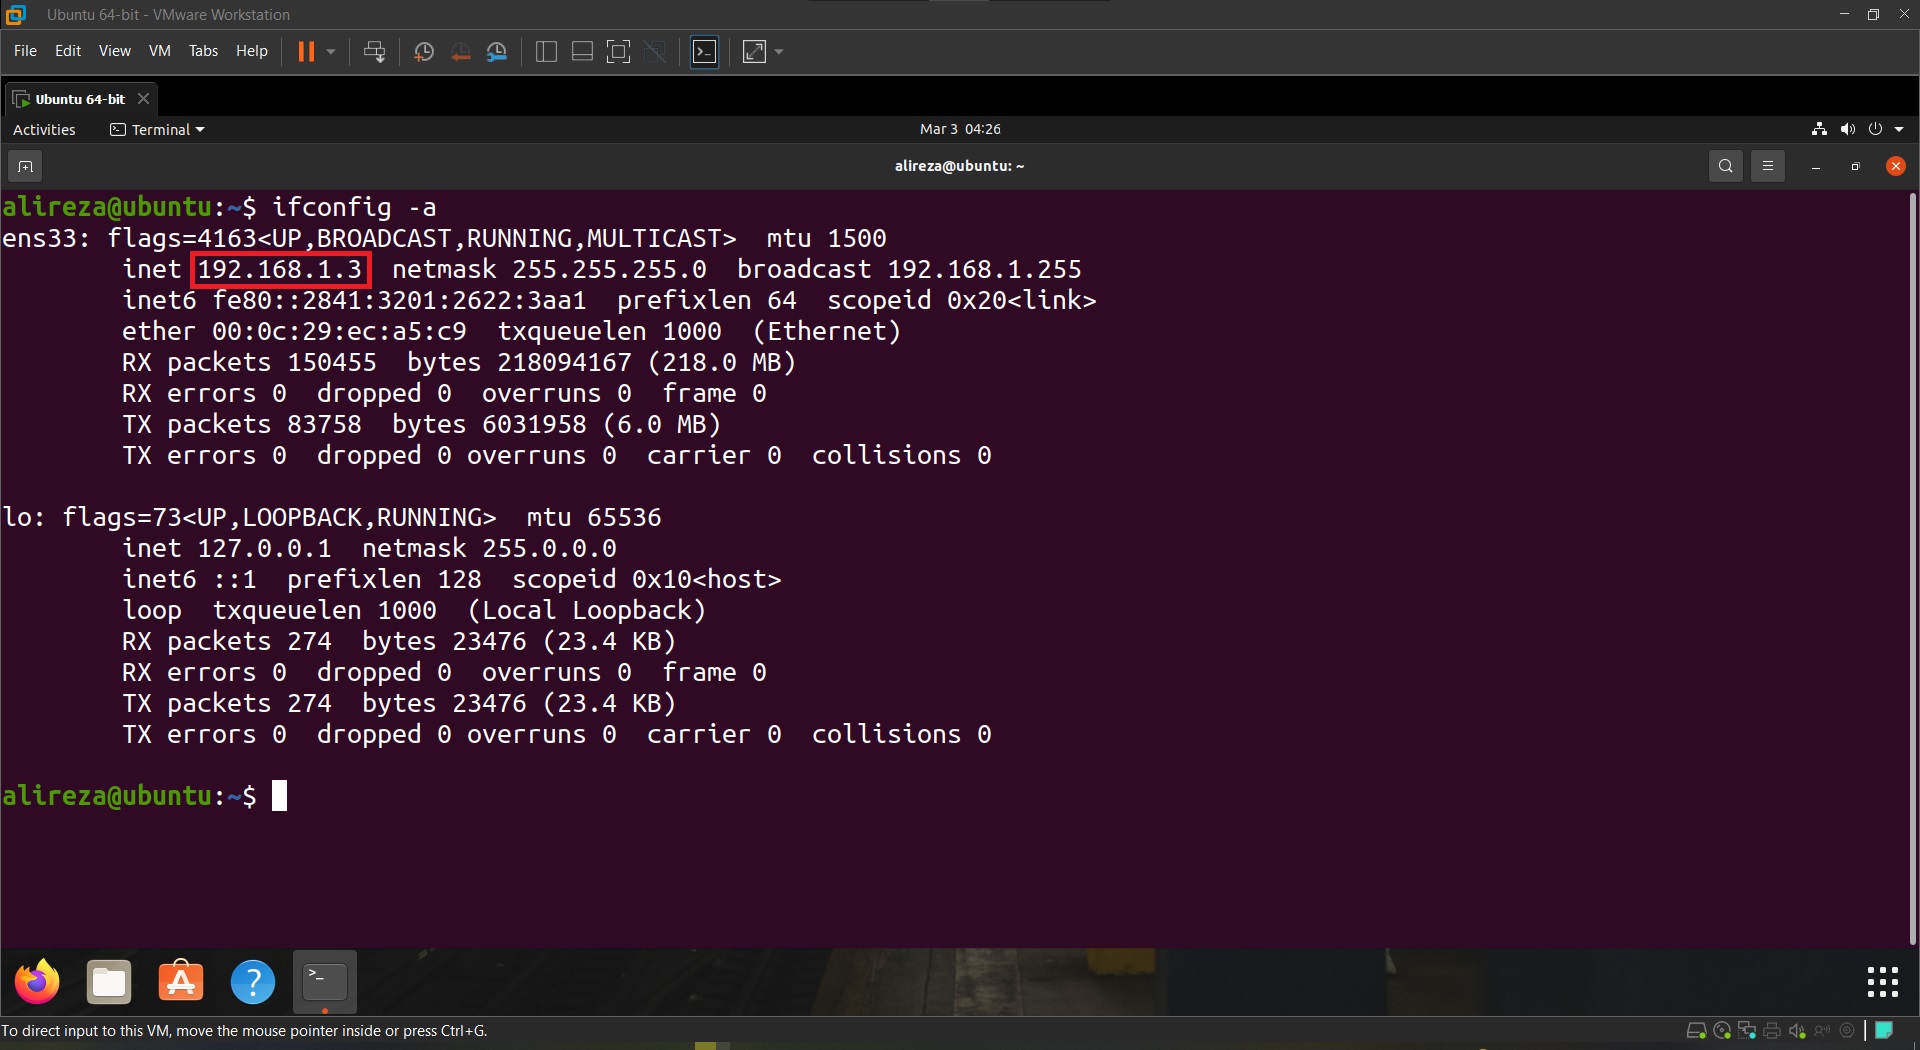 Ubuntu 64-bit - VMware Workstation
File Edit View VM Tabs Help
Ubuntu 64-bit
Activities Terminal Mar 3 04:26
alireza@ubuntu: ~
alireza@ubuntu:~$ ifconfig -a
ens33: flags=4163<UP,BROADCAST,RUNNING,MULTICAST>  mtu 1500
        inet 192.168.1.3  netmask 255.255.255.0  broadcast 192.168.1.255
        inet6 fe80::2841:3201:2622:3aa1  prefixlen 64  scopeid 0x20<link>
        ether 00:0c:29:ec:a5:c9  txqueuelen 1000  (Ethernet)
        RX packets 150455  bytes 218094167 (218.0 MB)
        RX errors 0  dropped 0  overruns 0  frame 0
        TX packets 83758  bytes 6031958 (6.0 MB)
        TX errors 0  dropped 0 overruns 0  carrier 0  collisions 0
lo: flags=73<UP,LOOPBACK,RUNNING>  mtu 65536
        inet 127.0.0.1  netmask 255.0.0.0
        inet6 ::1  prefixlen 128  scopeid 0x10<host>
        loop  txqueuelen 1000  (Local Loopback)
        RX packets 274  bytes 23476 (23.4 KB)
        RX errors 0  dropped 0  overruns 0  frame 0
        TX packets 274  bytes 23476 (23.4 KB)
        TX errors 0  dropped 0 overruns 0  carrier 0  collisions 0
alireza@ubuntu:~$
To direct input to this VM, move the mouse pointer inside or press Ctrl+G.